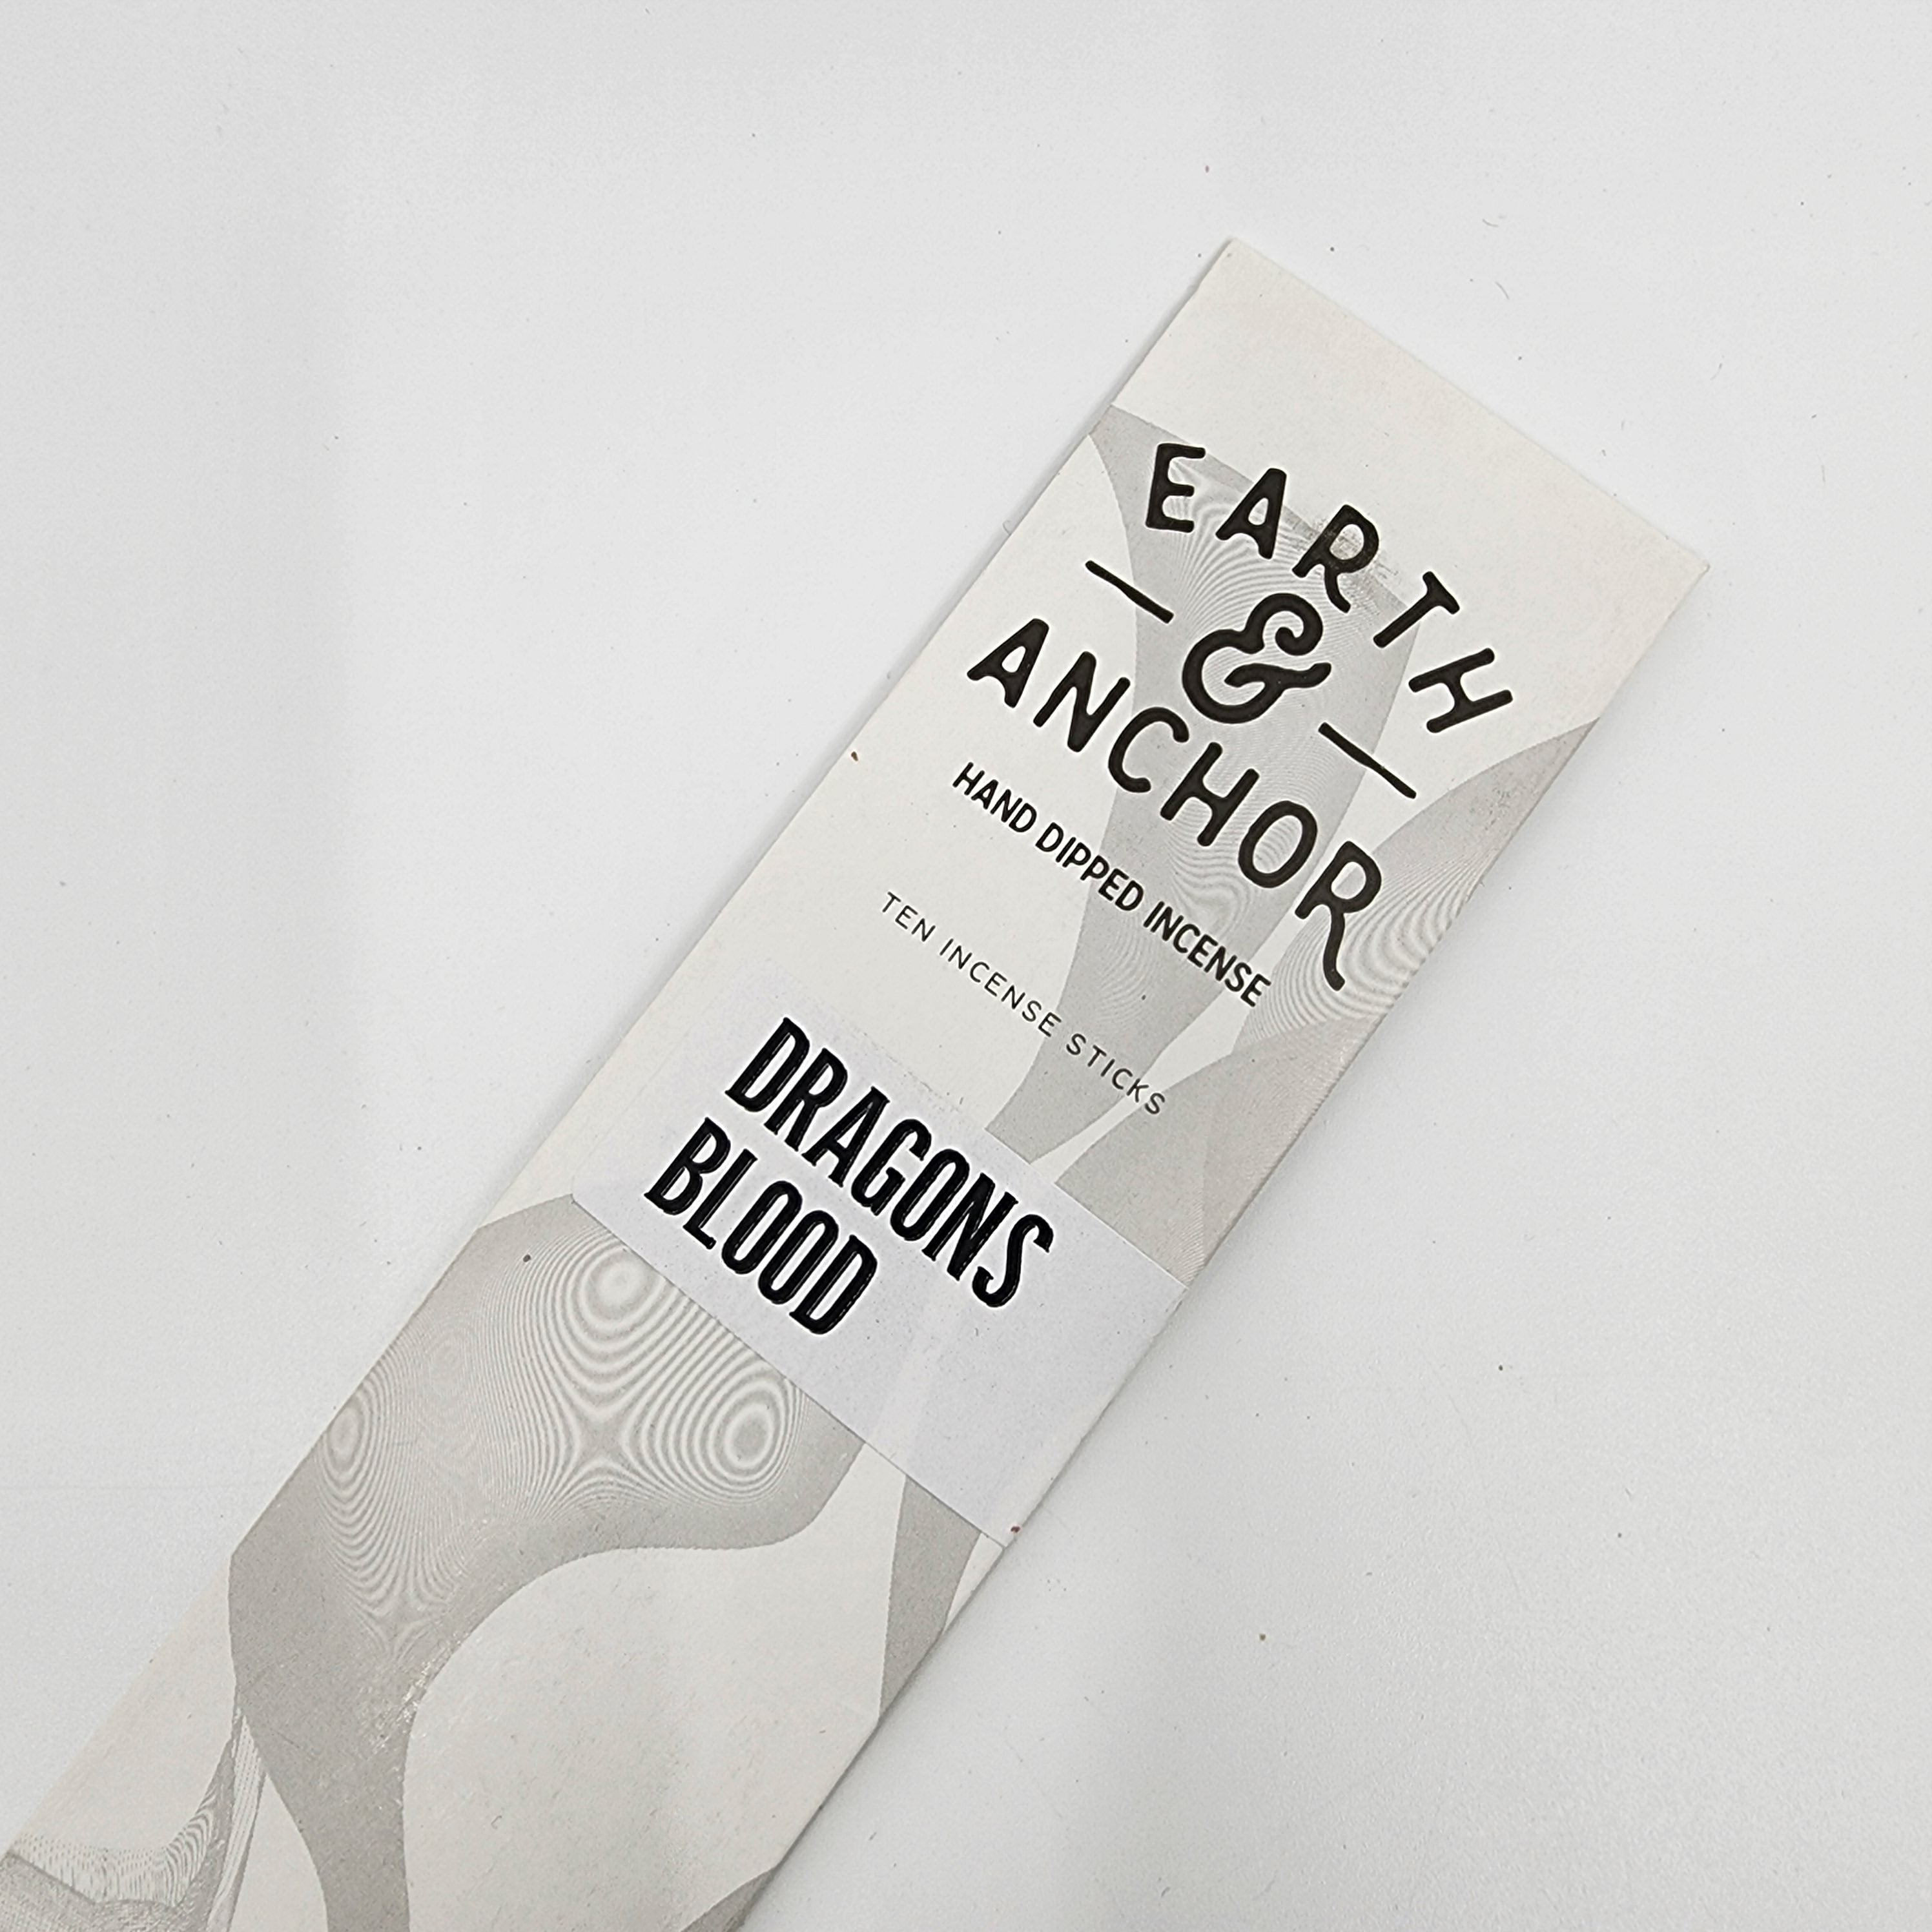 EARTH
&
ANCHOR
HAND DIPPED INCENSE
TEN INCENSE STICKS
DRAGONS
BLOOD